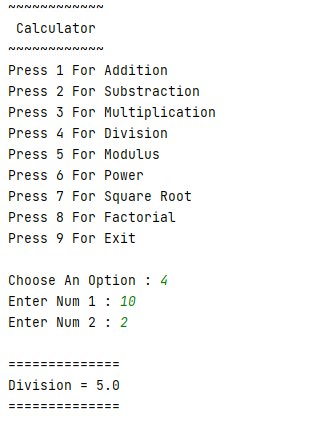 ~~~~~~~~~~~~
Calculator
~~~~~~~~~~~~
Press 1 For Addition
Press 2 For Substraction
Press 3 For Multiplication
Press 4 For Division
Press 5 For Modulus
Press 6 For Power
Press 7 For Square Root
Press 8 For Factorial
Press 9 For Exit
Choose An Option : 4
Enter Num 1 : 10
Enter Num 2 : 2
==============
Division = 5.0
==============